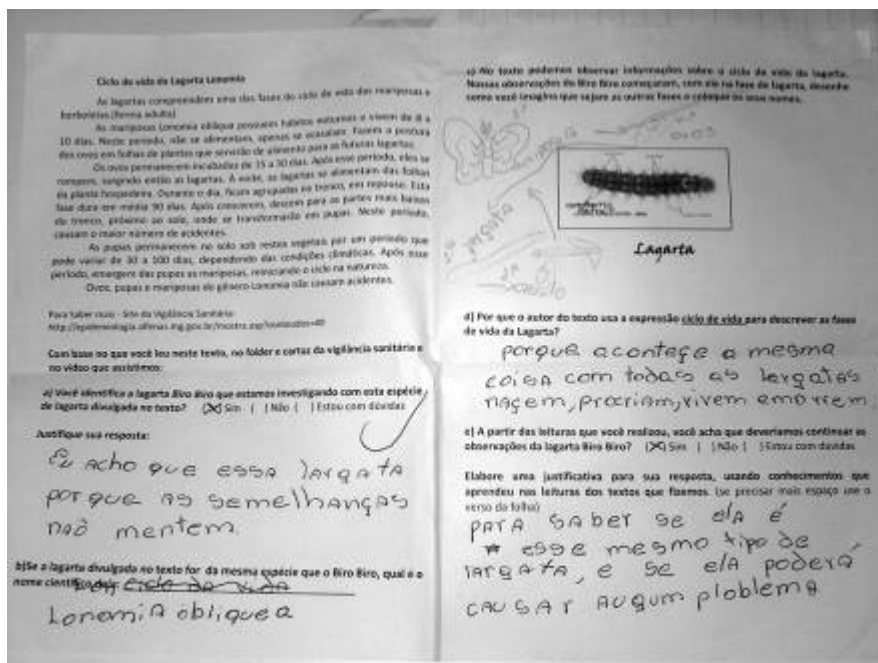 Ciclo de vida da Lagarta Lonomia
As lagartas compreendem uma das fases do ciclo de vida das mariposas e
borboletas (forma adulta).
As mariposas Lonomia obliqua possuem hábitos noturnos e vivem de 8 a
10 dias. Neste período, não se alimentam, apenas se acasalam. Fazem a postura
dos ovos em folhas de plantas que servirão de alimento para as futuras lagartas.
Os ovos permanecem incubados de 15 a 30 dias. Após esse período, eles se
rompem, surgindo então as lagartas. À noite, as lagartas se alimentam das folhas
da planta hospedeira. Durante o dia, ficam agrupadas no tronco, em repouso. Esta
fase dura em média 90 dias. Após crescerem, descem para as partes mais baixas
do tronco, próximo ao solo, onde se transformarão em pupas. Neste período,
causam o maior número de acidentes.
As pupas permanecem no solo sob restos vegetais por um período que
pode variar de 30 a 100 dias, dependendo das condições climáticas. Após esse
período, emergem das pupas as mariposas, reiniciando o ciclo na natureza.
Ovos, pupas e mariposas do gênero Lonomia não causam acidentes.
Para Saber mais - Site da Vigilância Sanitária:
Com base no que você leu neste texto, no folder e cartaz da vigilância sanitária e
no vídeo que assistimos:
a) Você identifica a lagarta Biro Biro que estamos investigando com esta espécie
de lagarta divulgada no texto? (X) Sim ( ) Não ( ) Estou com dúvidas
Justifique sua resposta:
Eu acho que essa largata
por que as semelhanças
não mentem
b)Se a lagarta divulgada no texto for da mesma espécie que o Biro Biro, qual é o
nome científico
Lonomia obliquea
c) No texto podemos observar informações sobre o ciclo de vida da lagarta.
Nossas observações do Biro Biro começaram, com ele na fase de lagarta, desenhe
como você imagina que sejam as outras fases e coloque os seus nomes.
ovos
largata
casulo
Lagarta
d) Por que o autor do texto usa a expressão ciclo de vida para descrever as fases
de vida da Lagarta?
porque aconteçe a mesma
coisa com todas as largatas
naçem, procriam, vivem e morrem
e) A partir das leituras que você realizou, você acha que deveríamos continuar as
observações da lagarta Biro Biro? (X) Sim ( ) Não ( ) Estou com dúvidas
Elabore uma justificativa para sua resposta, usando conhecimentos que
aprendeu nas leituras dos textos que fizemos. (se precisar mais espaço use o
verso da folha)
para saber se ela é
esse mesmo tipo de
largata, e se ela poderá
causar augum ploblema